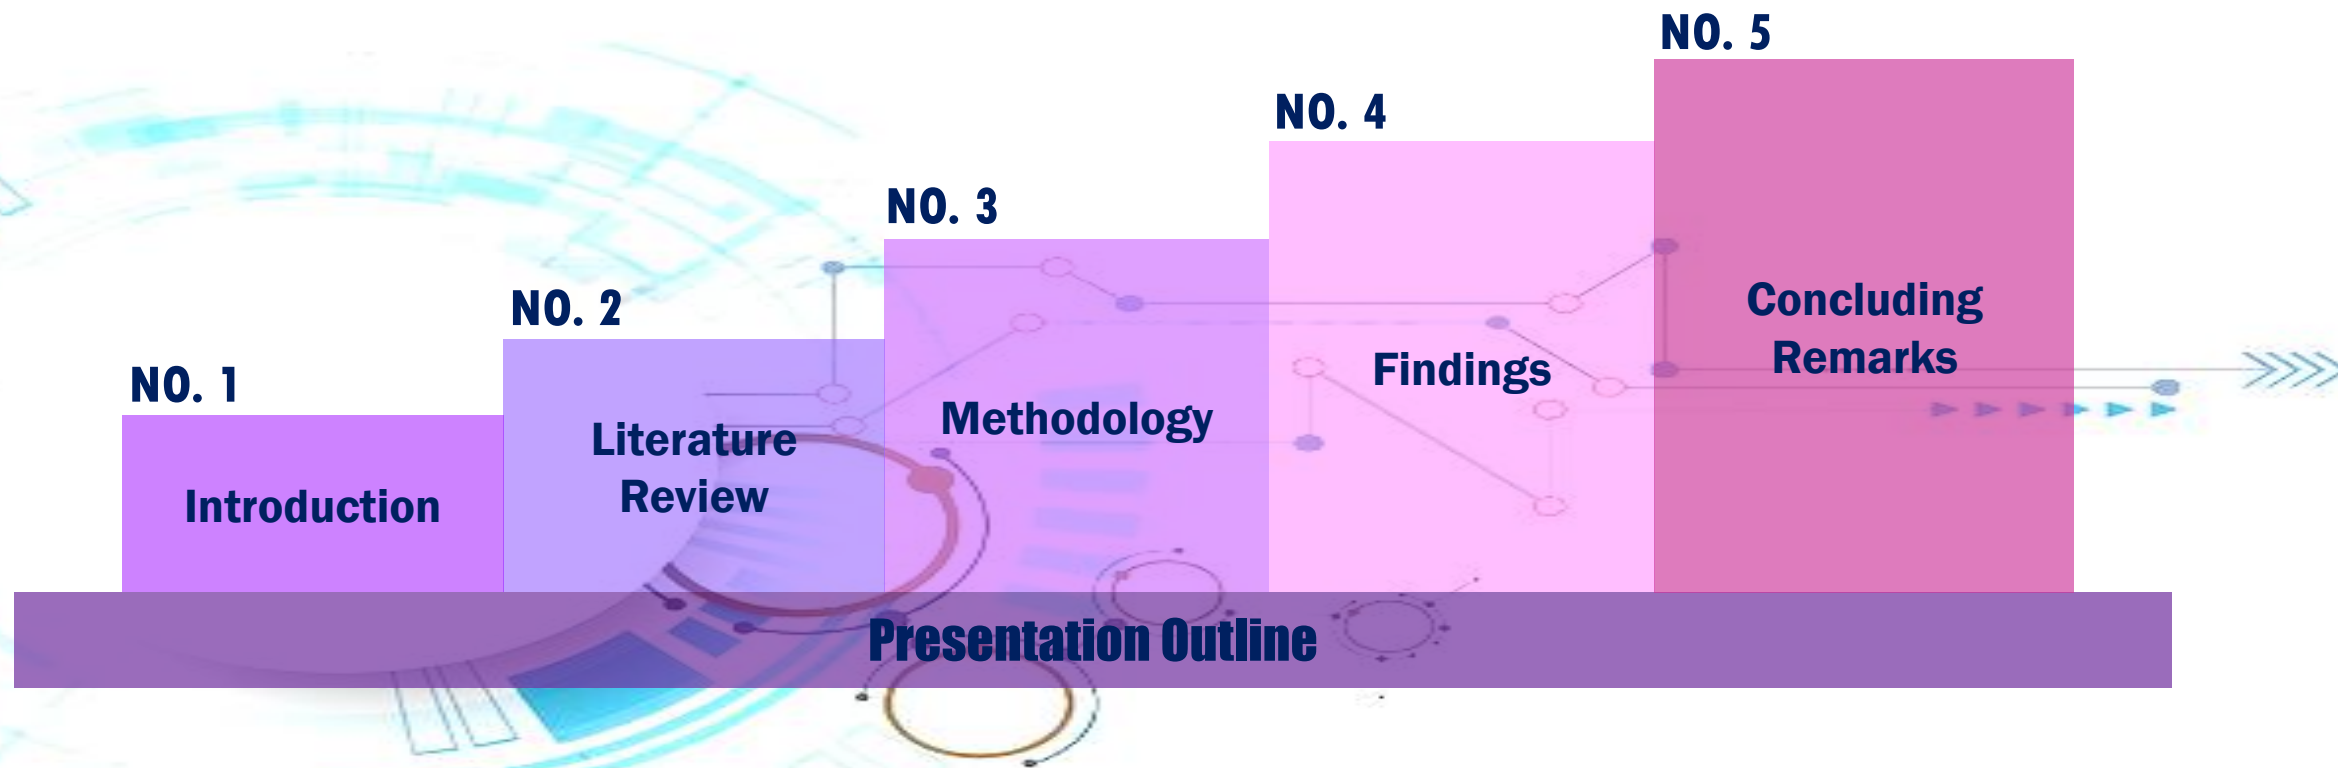 NO. 1
Introduction
NO. 2
Literature
Review
NO. 3
Methodology
NO. 4
Findings
NO. 5
Concluding
Remarks
Presentation Outline